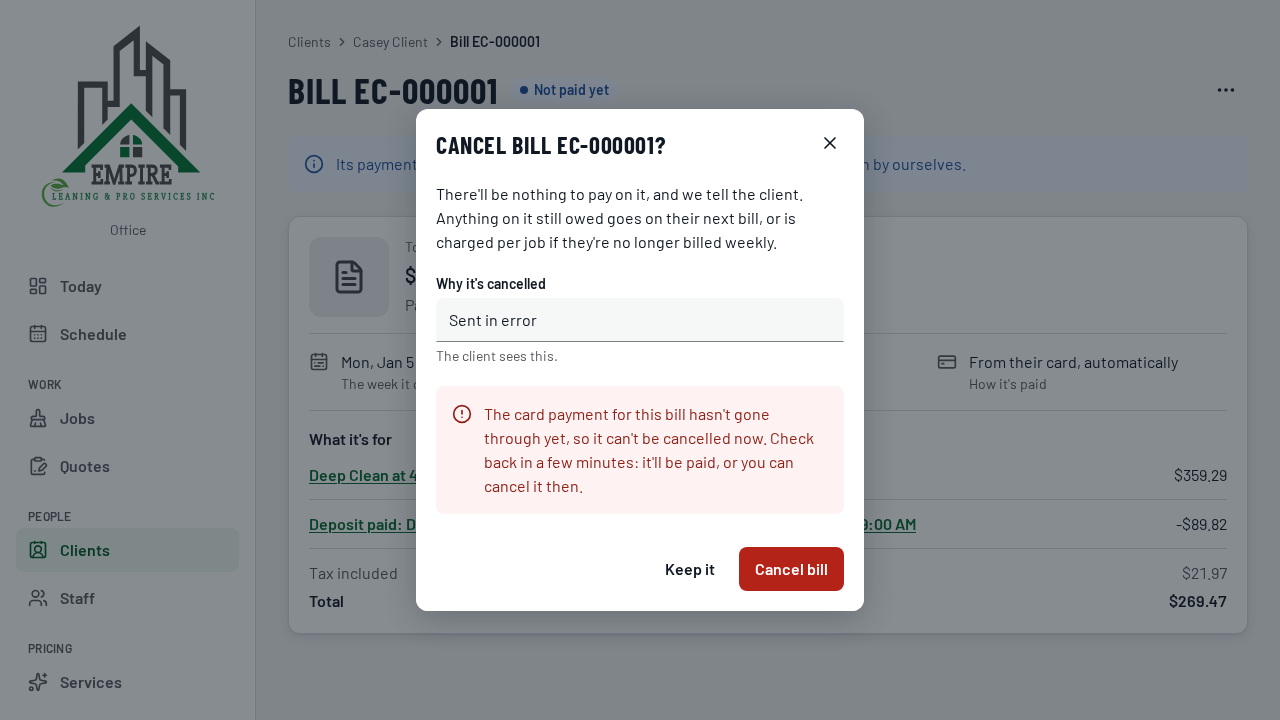 EMPIRE
LEANING & PRO SERVICES INC
Office
Today
Schedule
WORK
Jobs
Quotes
PEOPLE
Clients
Staff
PRICING
Services
Clients > Casey Client > Bill EC-000001
BILL EC-000001
Not paid yet
Its payment
by ourselves.
CANCEL BILL EC-000001?
There'll be nothing to pay on it, and we tell the client.
Anything on it still owed goes on their next bill, or is
charged per job if they're no longer billed weekly.
Why it's cancelled
Sent in error
The client sees this.
The card payment for this bill hasn't gone
through yet, so it can't be cancelled now. Check
back in a few minutes: it'll be paid, or you can
cancel it then.
Keep it
Cancel bill
$
Mon, Jan 5
The week it
From their card, automatically
How it's paid
What it's for
Deep Clean at
$359.29
Deposit paid:
9:00 AM
-$89.82
Tax included
$21.97
Total
$269.47